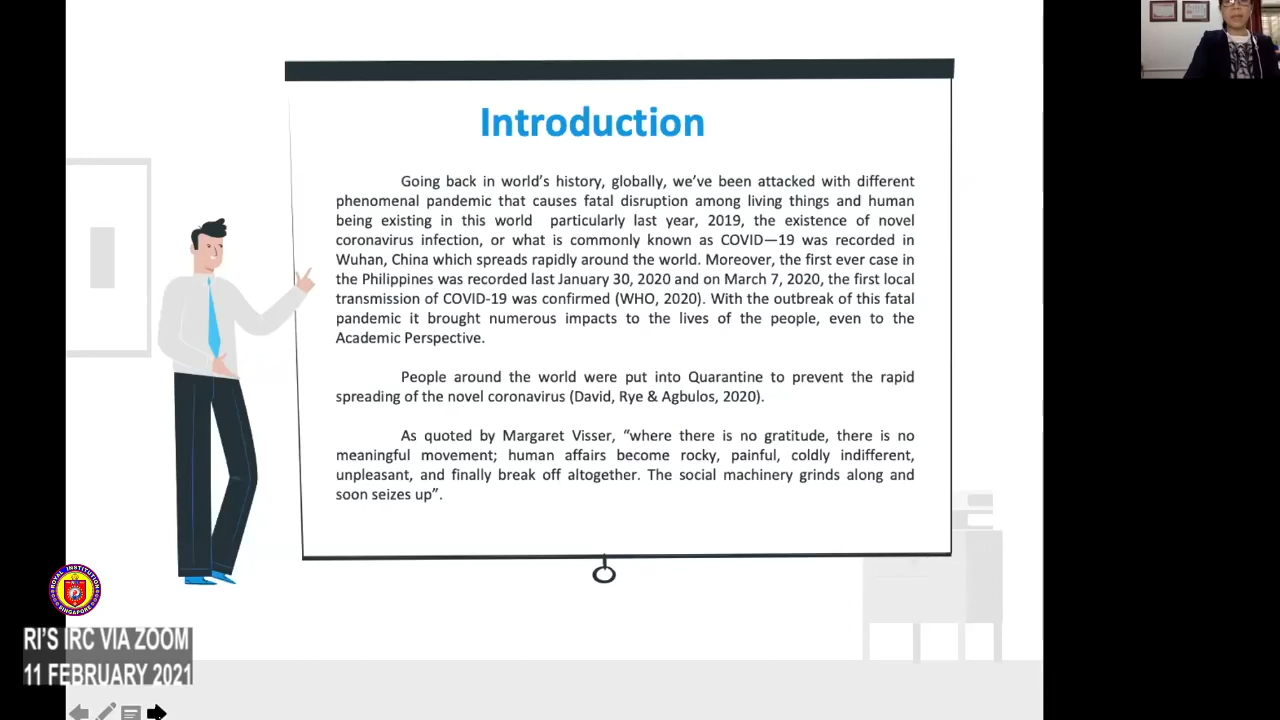 Introduction
Going back in world's history, globally, we've been attacked with different
phenomenal pandemic that causes fatal disruption among living things and human
being existing in this world particularly last year, 2019, the existence of novel
coronavirus infection, or what is commonly known as COVID—19 was recorded in
Wuhan, China which spreads rapidly around the world. Moreover, the first ever case in
the Philippines was recorded last January 30, 2020 and on March 7, 2020, the first local
transmission of COVID-19 was confirmed (WHO, 2020). With the outbreak of this fatal
pandemic it brought numerous impacts to the lives of the people, even to the
Academic Perspective.
People around the world were put into Quarantine to prevent the rapid
spreading of the novel coronavirus (David, Rye & Agbulos, 2020).
As quoted by Margaret Visser, “where there is no gratitude, there is no
meaningful movement; human affairs become rocky, painful, coldly indifferent,
unpleasant, and finally break off altogether. The social machinery grinds along and
soon seizes up”.
ROYAL INSTITUTION
SINGAPORE
RI'S IRC VIA ZOOM
11 FEBRUARY 2021